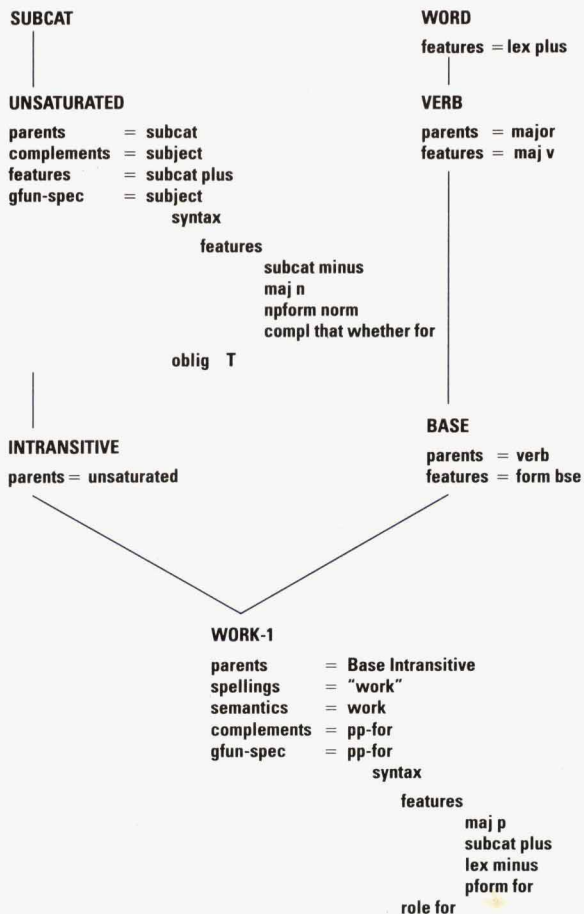 SUBCAT
UNSATURATED
parents = subcat
complements = subject
features = subcat plus
gfun-spec = subject
syntax
features
subcat minus
maj n
npform norm
compl that whether for
oblig T
INTRANSITIVE
parents = unsaturated
WORD
features = lex plus
VERB
parents = major
features = maj v
BASE
parents = verb
features = form bse
WORK-1
parents = Base Intransitive
spellings = "work"
semantics = work
complements = pp-for
gfun-spec = pp-for
syntax
features
maj p
subcat plus
lex minus
pform for
role for